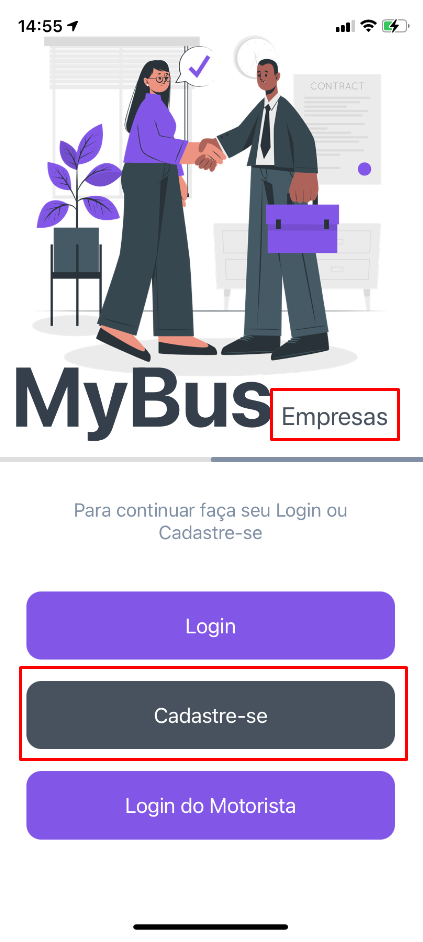 14:55
CONTRACT
MyBus
Empresas
Para continuar faça seu Login ou
Cadastre-se
Login
Cadastre-se
Login do Motorista